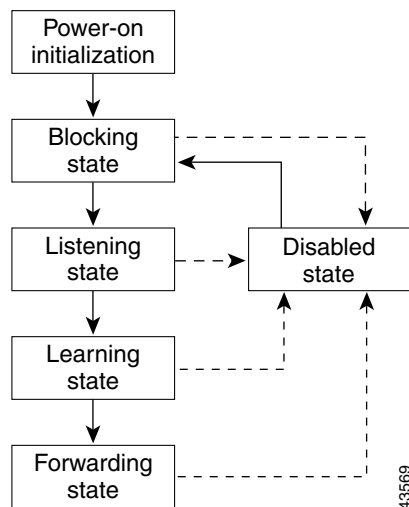 Power-on
initialization
Blocking
state
Listening
state
Disabled
state
Learning
state
Forwarding
state
43569